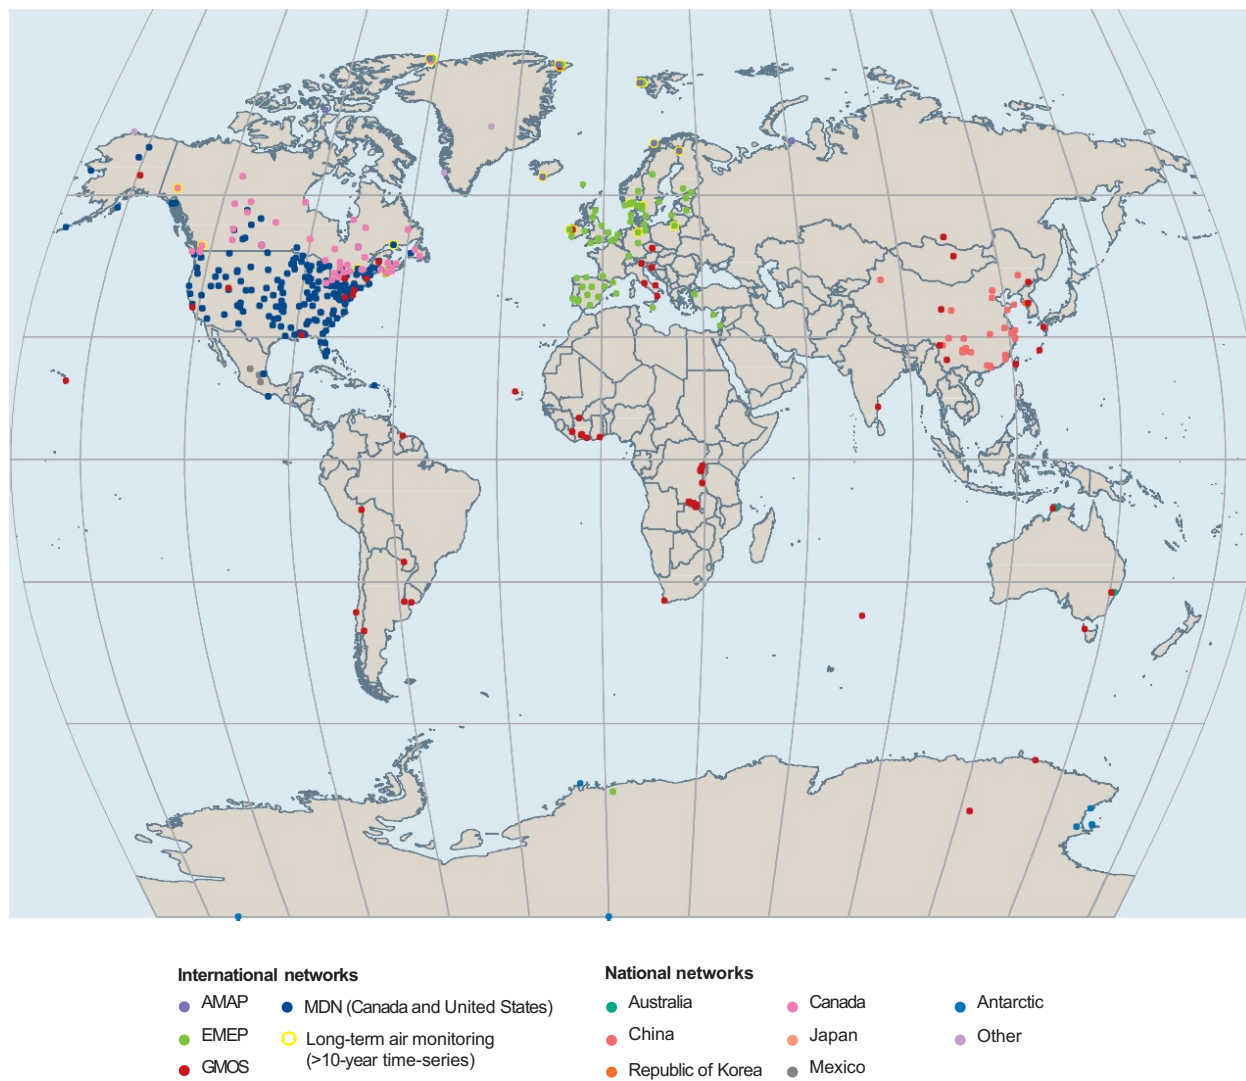 International networks
AMAP
EMEP
GMOS
MDN (Canada and United States)
Long-term air monitoring
(>10-year time-series)
National networks
Australia
China
Republic of Korea
Canada
Japan
Mexico
Antarctic
Other